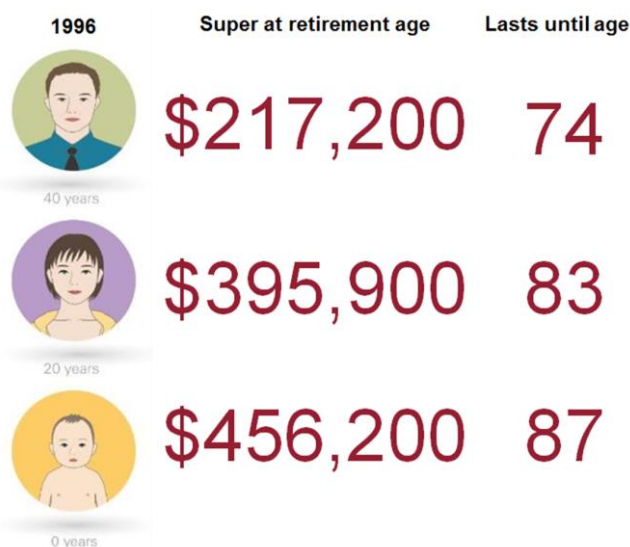 1996 Super at retirement age Lasts until age
$217,200 74
40 years
$395,900 83
20 years
$456,200 87
0 years